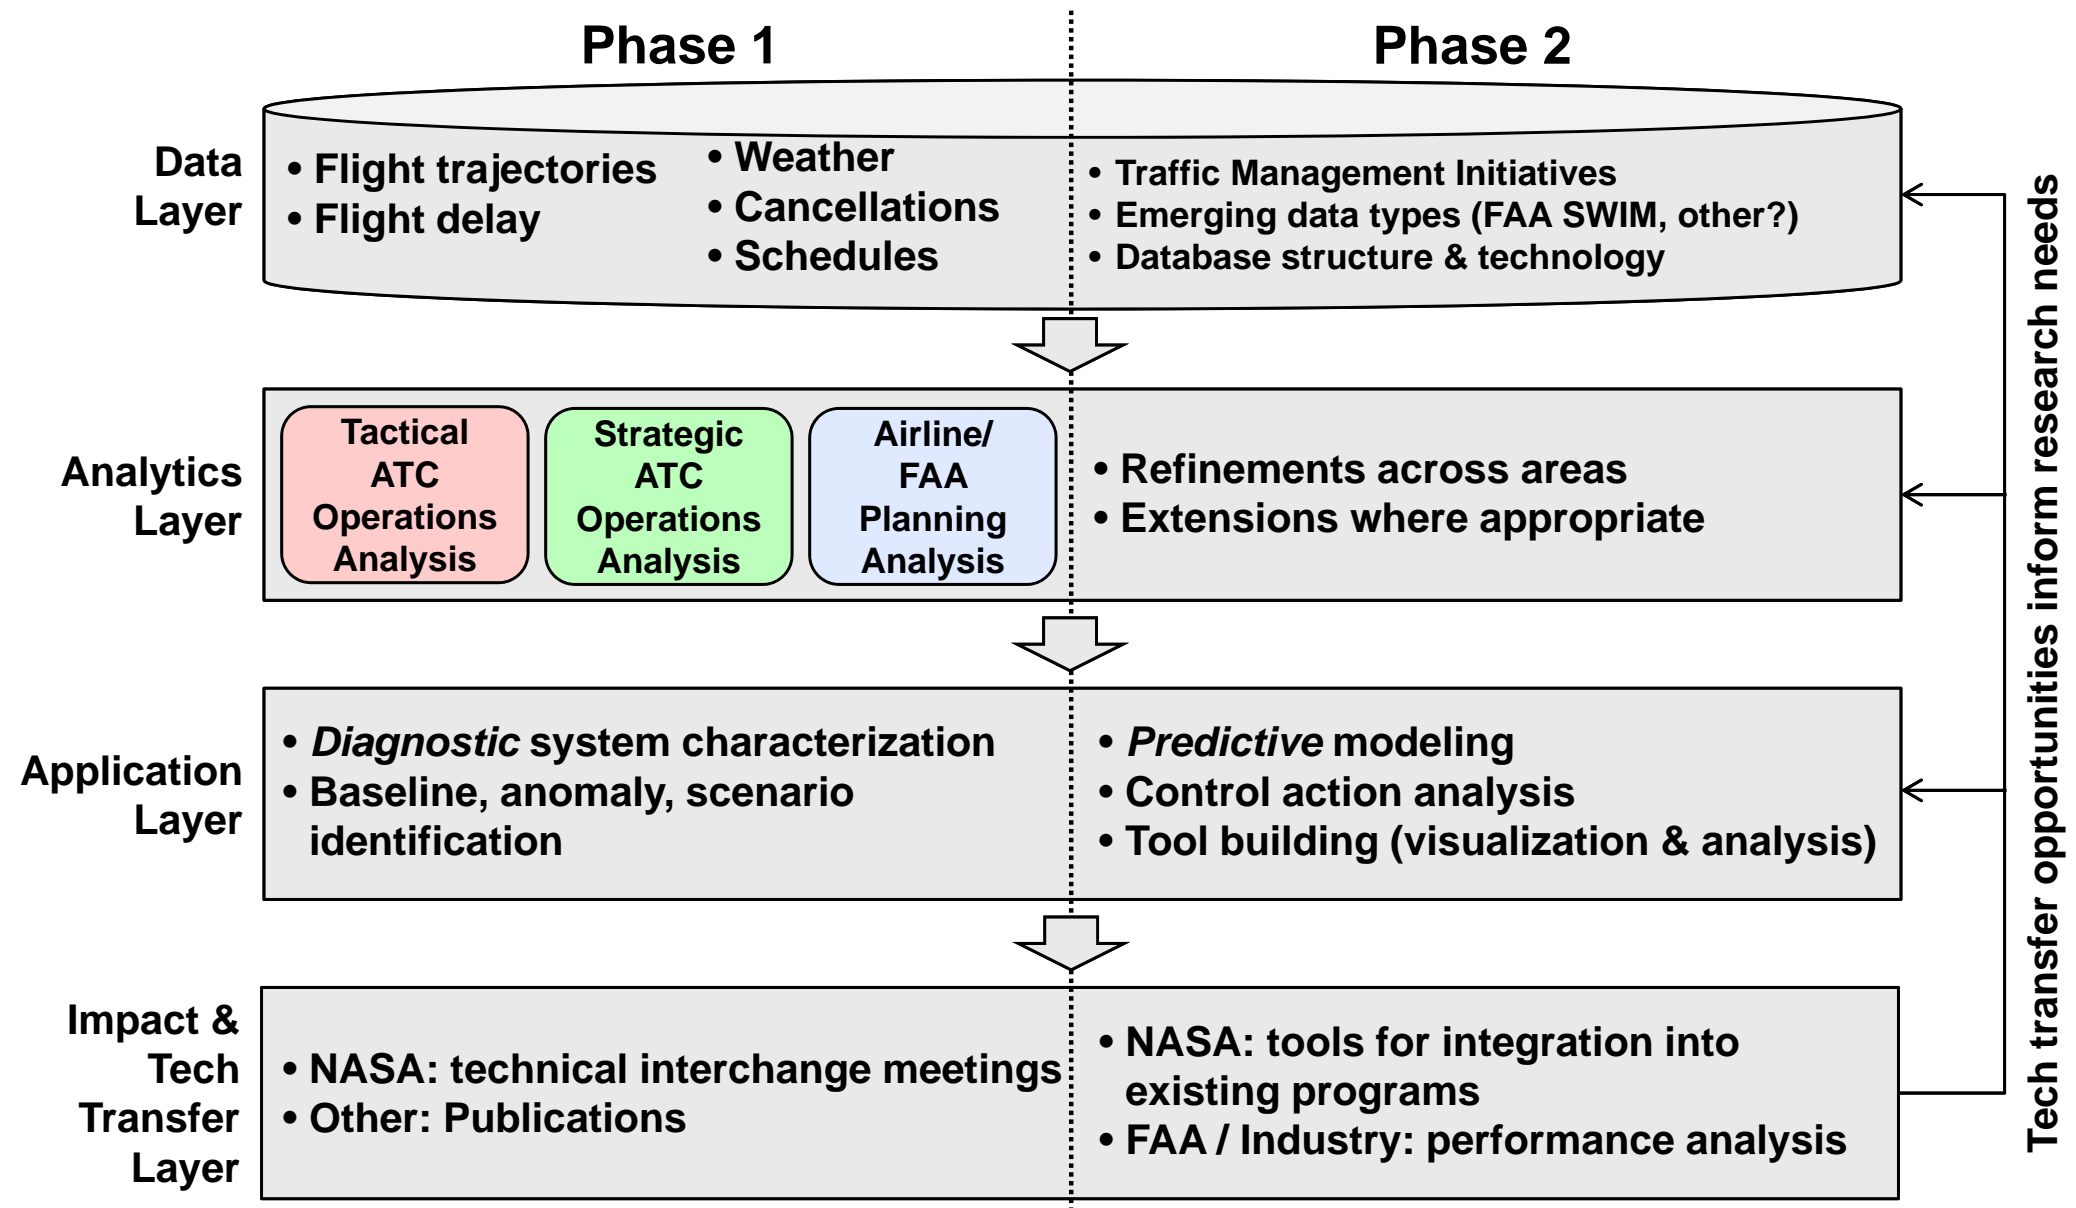 Phase 1
Phase 2
Data
Layer
• Flight trajectories
• Flight delay
• Weather
• Cancellations
• Schedules
• Traffic Management Initiatives
• Emerging data types (FAA SWIM, other?)
• Database structure & technology
Analytics
Layer
Tactical
ATC
Operations
Analysis
Strategic
ATC
Operations
Analysis
Airline/
FAA
Planning
Analysis
• Refinements across areas
• Extensions where appropriate
Application
Layer
• Diagnostic system characterization
• Baseline, anomaly, scenario
identification
• Predictive modeling
• Control action analysis
• Tool building (visualization & analysis)
Impact &
Tech
Transfer
Layer
• NASA: technical interchange meetings
• Other: Publications
• NASA: tools for integration into
existing programs
• FAA / Industry: performance analysis
Tech transfer opportunities inform research needs